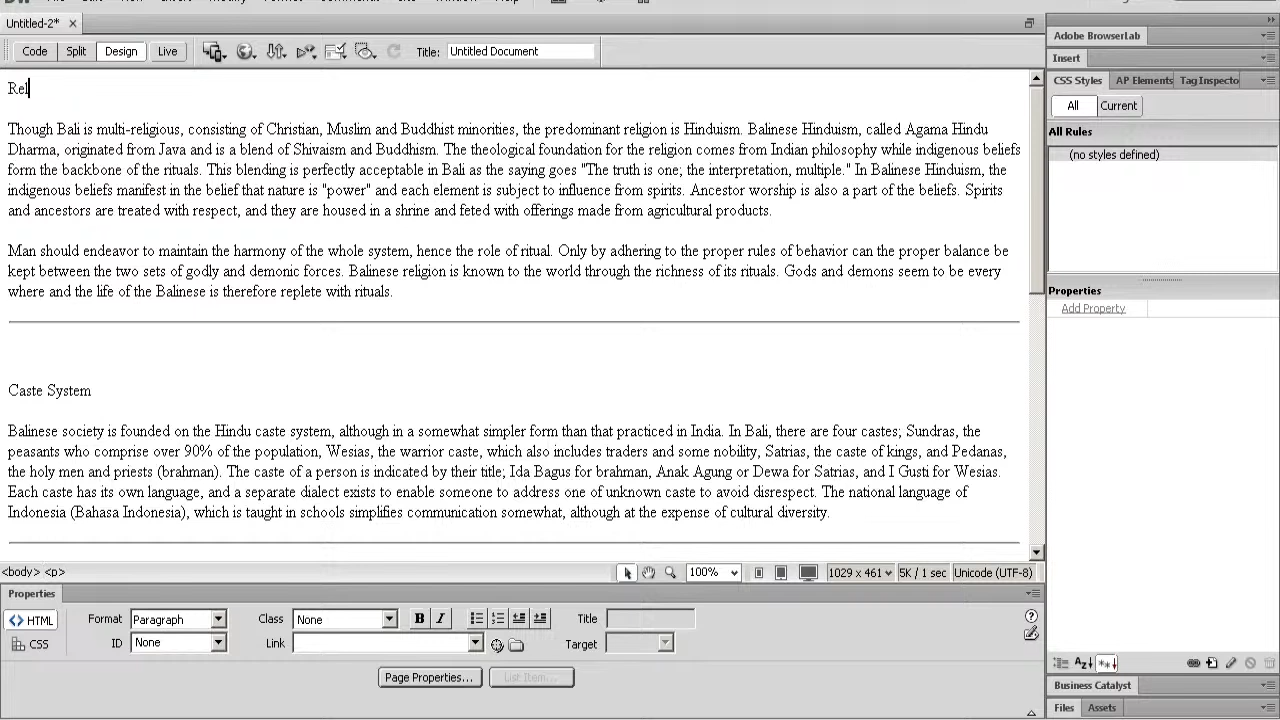 Untitled-2*
Code Split Design Live Title: Untitled Document
Rel
Though Bali is multi-religious, consisting of Christian, Muslim and Buddhist minorities, the predominant religion is Hinduism. Balinese Hinduism, called Agama Hindu
Dharma, originated from Java and is a blend of Shivaism and Buddhism. The theological foundation for the religion comes from Indian philosophy while indigenous beliefs
form the backbone of the rituals. This blending is perfectly acceptable in Bali as the saying goes "The truth is one; the interpretation, multiple." In Balinese Hinduism, the
indigenous beliefs manifest in the belief that nature is "power" and each element is subject to influence from spirits. Ancestor worship is also a part of the beliefs. Spirits
and ancestors are treated with respect, and they are housed in a shrine and feted with offerings made from agricultural products.
Man should endeavor to maintain the harmony of the whole system, hence the role of ritual. Only by adhering to the proper rules of behavior can the proper balance be
kept between the two sets of godly and demonic forces. Balinese religion is known to the world through the richness of its rituals. Gods and demons seem to be every
where and the life of the Balinese is therefore replete with rituals.
Caste System
Balinese society is founded on the Hindu caste system, although in a somewhat simpler form than that practiced in India. In Bali, there are four castes; Sundras, the
peasants who comprise over 90% of the population, Wesias, the warrior caste, which also includes traders and some nobility, Satrias, the caste of kings, and Pedanas,
the holy men and priests (brahman). The caste of a person is indicated by their title; Ida Bagus for brahman, Anak Agung or Dewa for Satrias, and I Gusti for Wesias.
Each caste has its own language, and a separate dialect exists to enable someone to address one of unknown caste to avoid disrespect. The national language of
Indonesia (Bahasa Indonesia), which is taught in schools simplifies communication somewhat, although at the expense of cultural diversity.
<body> <p> 100% 1029 x 461 5K / 1 sec Unicode (UTF-8)
Properties
<> HTML Format Paragraph Class None B I Title
CSS ID None Link Target
Page Properties... List Item...
Adobe BrowserLab
Insert
CSS Styles AP Elements Tag Inspecto
All Current
All Rules
(no styles defined)
Properties
Add Property
Business Catalyst
Files Assets